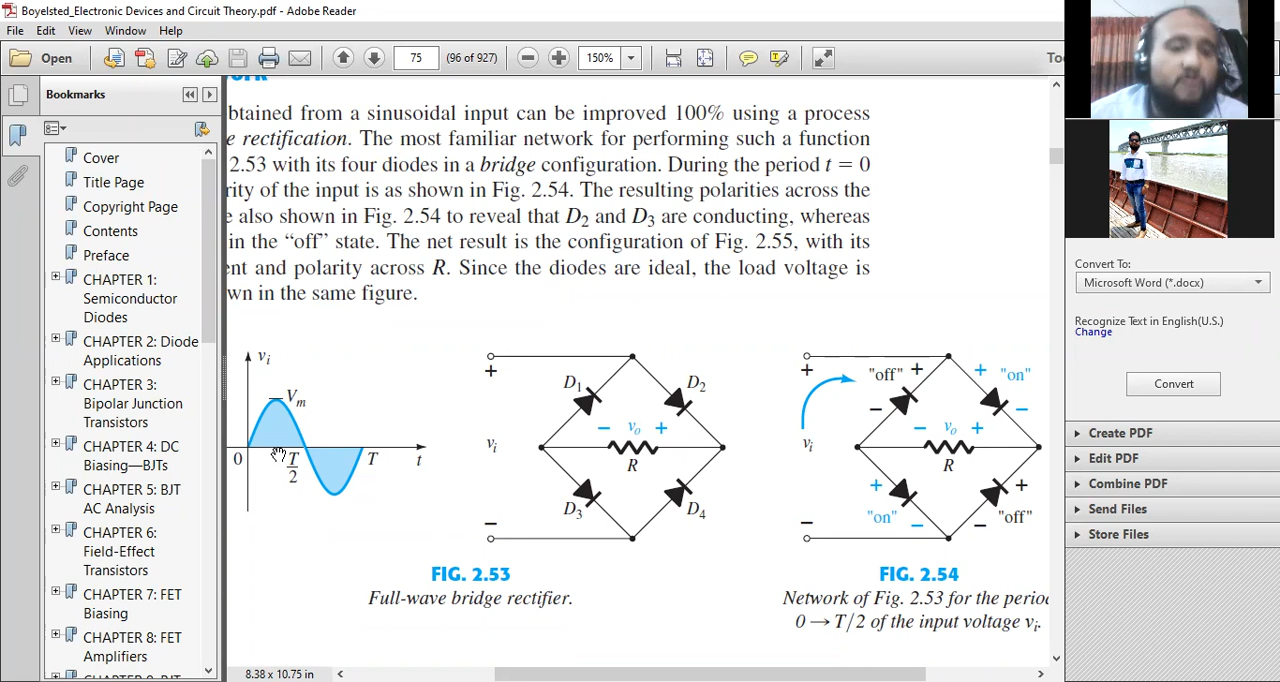 Boyelsted_Electronic Devices and Circuit Theory.pdf - Adobe Reader
File Edit View Window Help
Open 75 (96 of 927) 150% To
Bookmarks
Cover
Title Page
Copyright Page
Contents
Preface
CHAPTER 1:
Semiconductor
Diodes
CHAPTER 2: Diode
Applications
CHAPTER 3:
Bipolar Junction
Transistors
CHAPTER 4: DC
Biasing—BJTs
CHAPTER 5: BJT
AC Analysis
CHAPTER 6:
Field-Effect
Transistors
CHAPTER 7: FET
Biasing
CHAPTER 8: FET
Amplifiers
btained from a sinusoidal input can be improved 100% using a process
e rectification. The most familiar network for performing such a function
2.53 with its four diodes in a bridge configuration. During the period t = 0
rity of the input is as shown in Fig. 2.54. The resulting polarities across the
e also shown in Fig. 2.54 to reveal that D2 and D3 are conducting, whereas
in the “off” state. The net result is the configuration of Fig. 2.55, with its
ent and polarity across R. Since the diodes are ideal, the load voltage is
wn in the same figure.
vi
Vm
0 T/2 T t
+
vi
−
D1 D2
− vo +
R
D3 D4
FIG. 2.53
Full-wave bridge rectifier.
+
vi
−
"off" + + "on"
− −
− vo +
R
+ +
"on" − − "off"
FIG. 2.54
Network of Fig. 2.53 for the period
0 → T/2 of the input voltage vi.
8.38 x 10.75 in
Convert To:
Microsoft Word (*.docx)
Recognize Text in English(U.S.)
Change
Convert
Create PDF
Edit PDF
Combine PDF
Send Files
Store Files